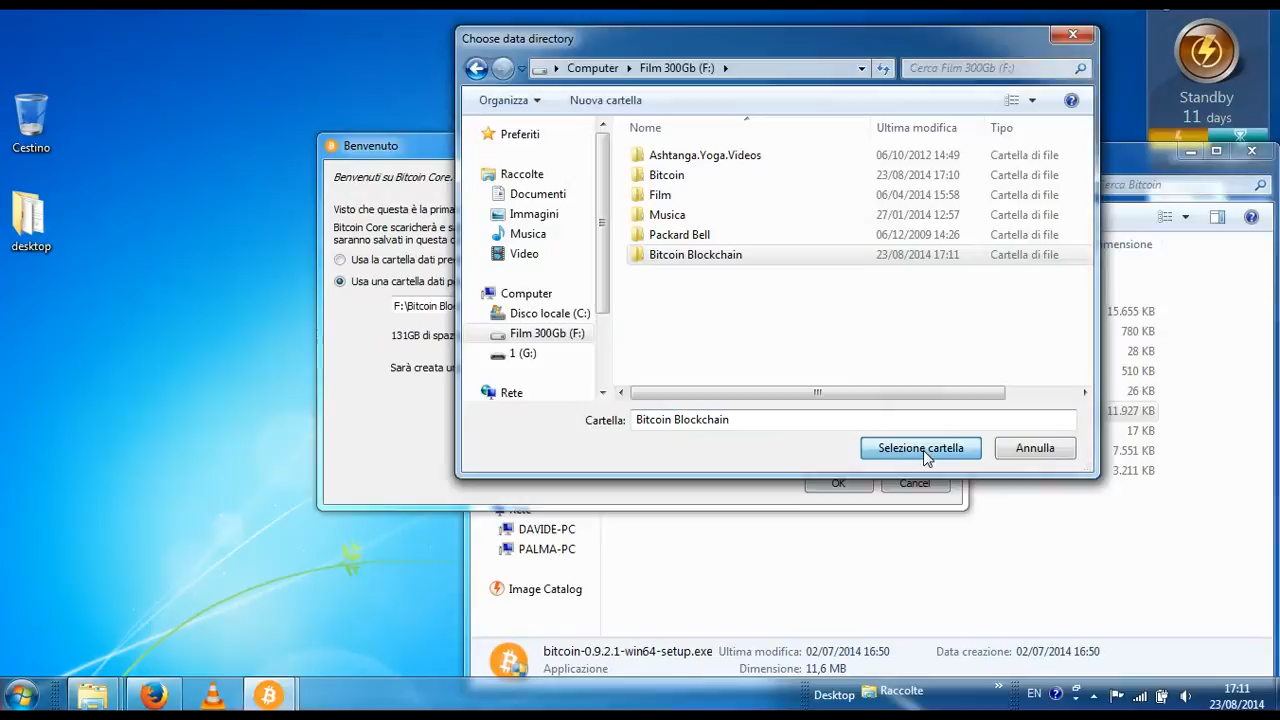 Choose data directory
Computer
Film 300Gb (F:)
Cerca Film 300Gb (F:)
Organizza
Nuova cartella
Preferiti
Raccolte
Documenti
Immagini
Musica
Video
Computer
Disco locale (C:)
Film 300Gb (F:)
1 (G:)
Rete
Nome Ultima modifica Tipo
Ashtanga.Yoga.Videos 06/10/2012 14:49 Cartella di file
Bitcoin 23/08/2014 17:10 Cartella di file
Film 06/04/2014 15:58 Cartella di file
Musica 27/01/2014 12:57 Cartella di file
Packard Bell 06/12/2009 14:26 Cartella di file
Bitcoin Blockchain 23/08/2014 17:11 Cartella di file
Cartella: Bitcoin Blockchain
Selezione cartella
Annulla
Cestino
desktop
Benvenuto
Benvenuti su Bitcoin Core.
Visto che questa è la prima
Bitcoin Core scaricherà e
saranno salvati in questa
Usa la cartella dati pre
Usa una cartella dati pe
F:\Bitcoin Blo
131GB di spaz
Sarà creata un
OK
Cancel
Standby
11 days
erca Bitcoin
imensione
15.655 KB
780 KB
28 KB
510 KB
26 KB
11.927 KB
17 KB
7.551 KB
3.211 KB
DAVIDE-PC
PALMA-PC
Image Catalog
bitcoin-0.9.2.1-win64-setup.exe Ultima modifica: 02/07/2014 16:50 Data creazione: 02/07/2014 16:50
Applicazione Dimensione: 11,6 MB
Desktop
Raccolte
EN
17:11
23/08/2014